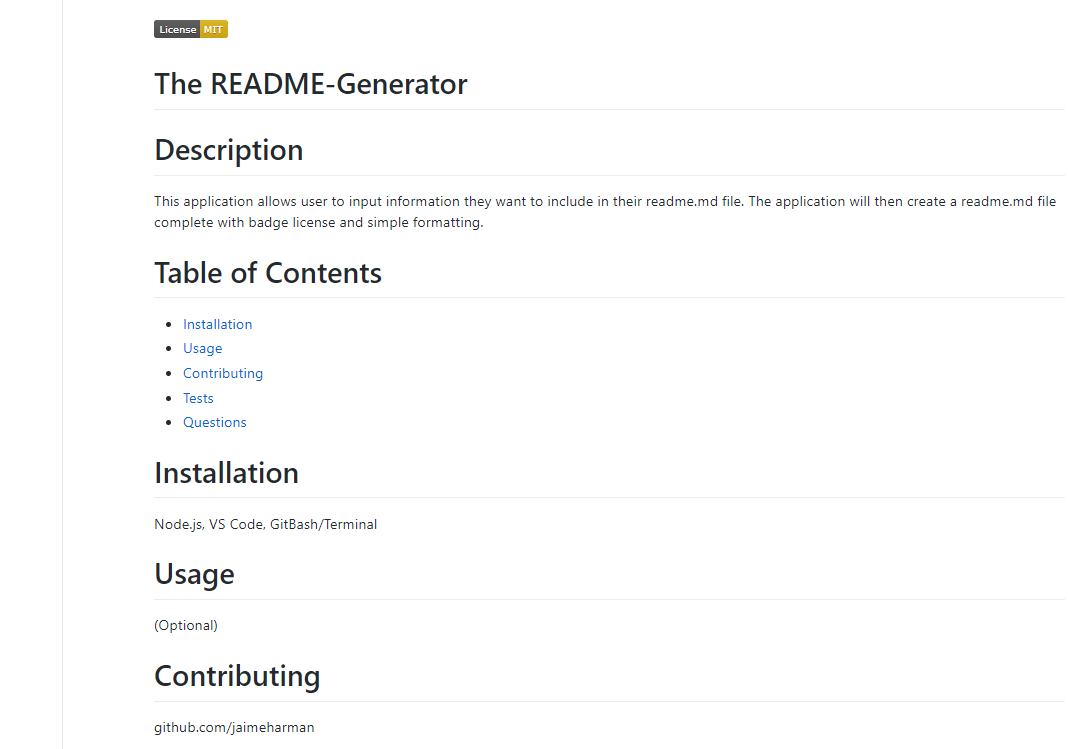 License MIT
The README-Generator
Description
This application allows user to input information they want to include in their readme.md file. The application will then create a readme.md file
complete with badge license and simple formatting.
Table of Contents
Installation
Usage
Contributing
Tests
Questions
Installation
Node.js, VS Code, GitBash/Terminal
Usage
(Optional)
Contributing
github.com/jaimeharman